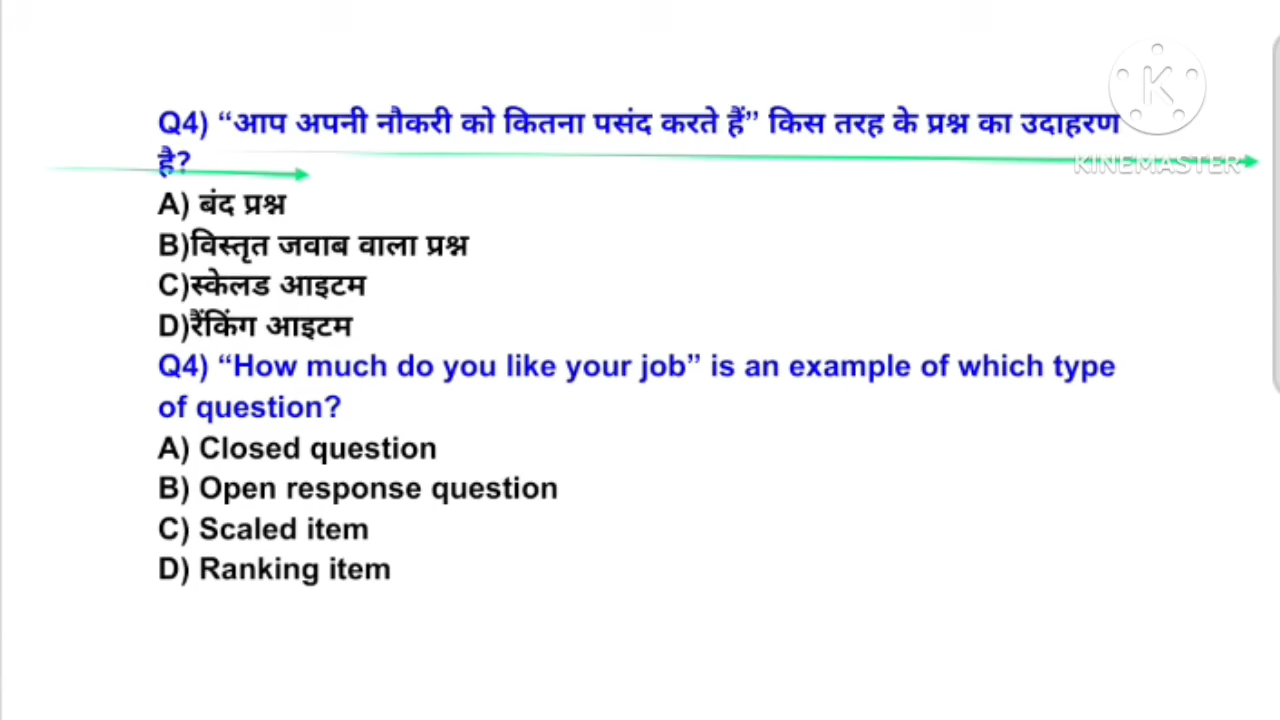 Q4) “आप अपनी नौकरी को कितना पसंद करते हैं” किस तरह के प्रश्न का उदाहरण
है?
KINEMASTER
A) बंद प्रश्न
B)विस्तृत जवाब वाला प्रश्न
C)स्केलड आइटम
D)रैंकिंग आइटम
Q4) “How much do you like your job” is an example of which type
of question?
A) Closed question
B) Open response question
C) Scaled item
D) Ranking item